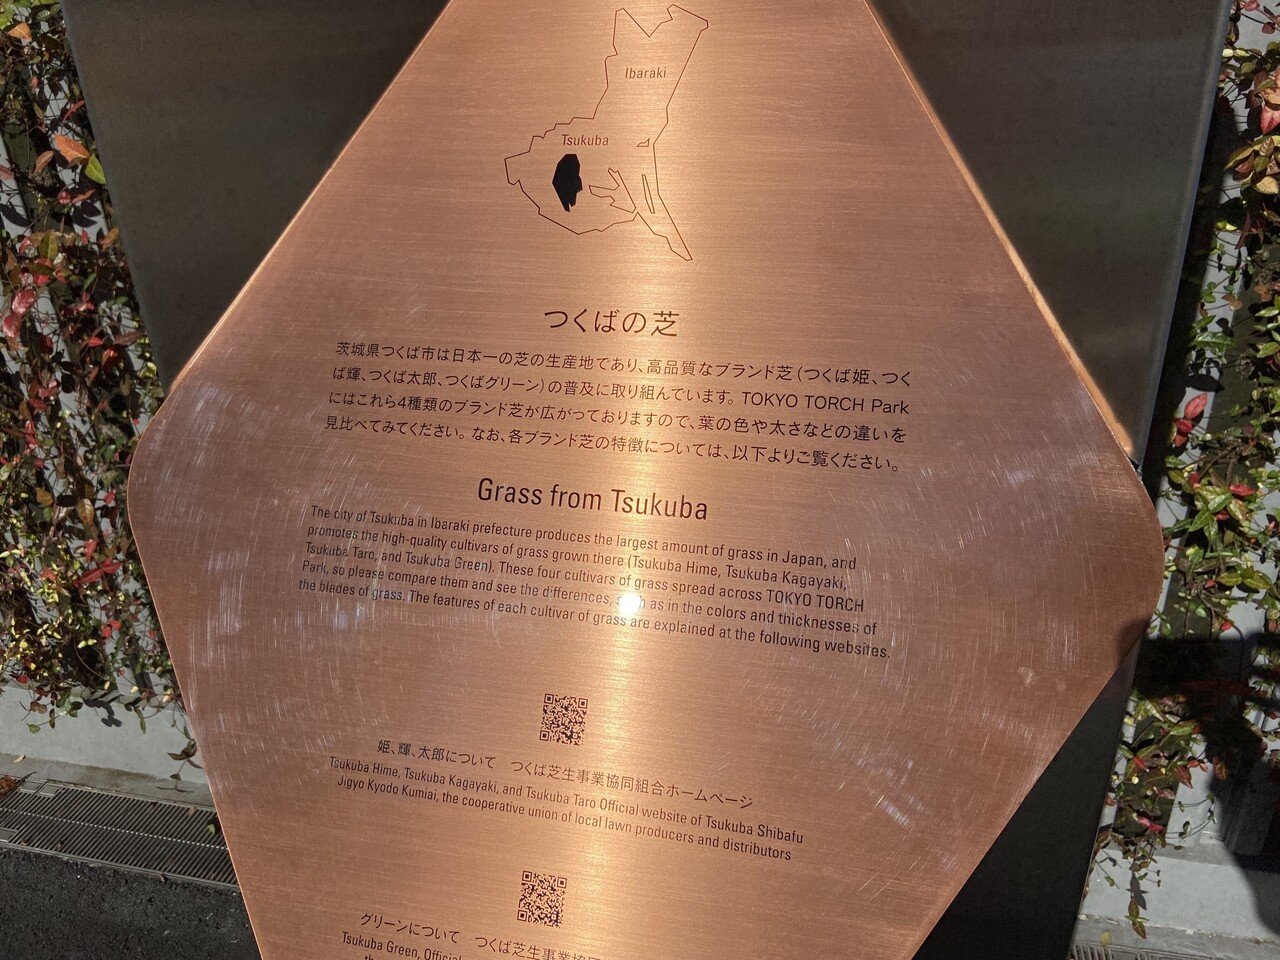 Ibaraki
Tsukuba
つくばの芝
茨城県つくば市は日本一の芝の生産地であり、高品質なブランド芝（つくば姫、つく
ば輝、つくば太郎、つくばグリーン）の普及に取り組んでいます。TOKYO TORCH Park
にはこれら4種類のブランド芝が広がっておりますので、葉の色や太さなどの違いを
見比べてみてください。なお、各ブランド芝の特徴については、以下よりご覧ください。
Grass from Tsukuba
The city of Tsukuba in Ibaraki prefecture produces the largest amount of grass in Japan, and
promotes the high-quality cultivars of grass grown there (Tsukuba Hime, Tsukuba Kagayaki,
Tsukuba Taro, and Tsukuba Green). These four cultivars of grass spread across TOKYO TORCH
Park, so please compare them and see the differences, such as in the colors and thicknesses of
the blades of grass. The features of each cultivar of grass are explained at the following websites.
姫、輝、太郎について つくば芝生事業協同組合ホームページ
Tsukuba Hime, Tsukuba Kagayaki, and Tsukuba Taro Official website of Tsukuba Shibafu
Jigyo Kyodo Kumiai, the cooperative union of local lawn producers and distributors
グリーンについて つくば芝生事業協同
Tsukuba Green, Official